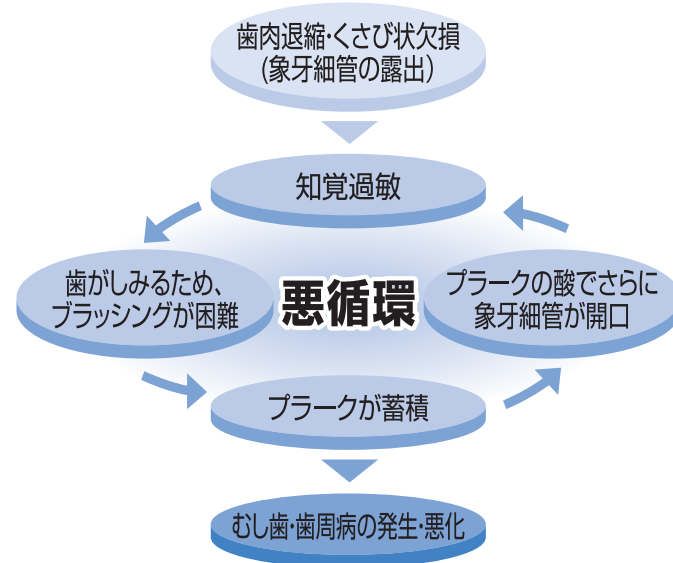 歯肉退縮・くさび状欠損
(象牙細管の露出)
知覚過敏
歯がしみるため、
ブラッシングが困難
悪循環
プラークの酸でさらに
象牙細管が開口
プラークが蓄積
むし歯・歯周病の発生・悪化